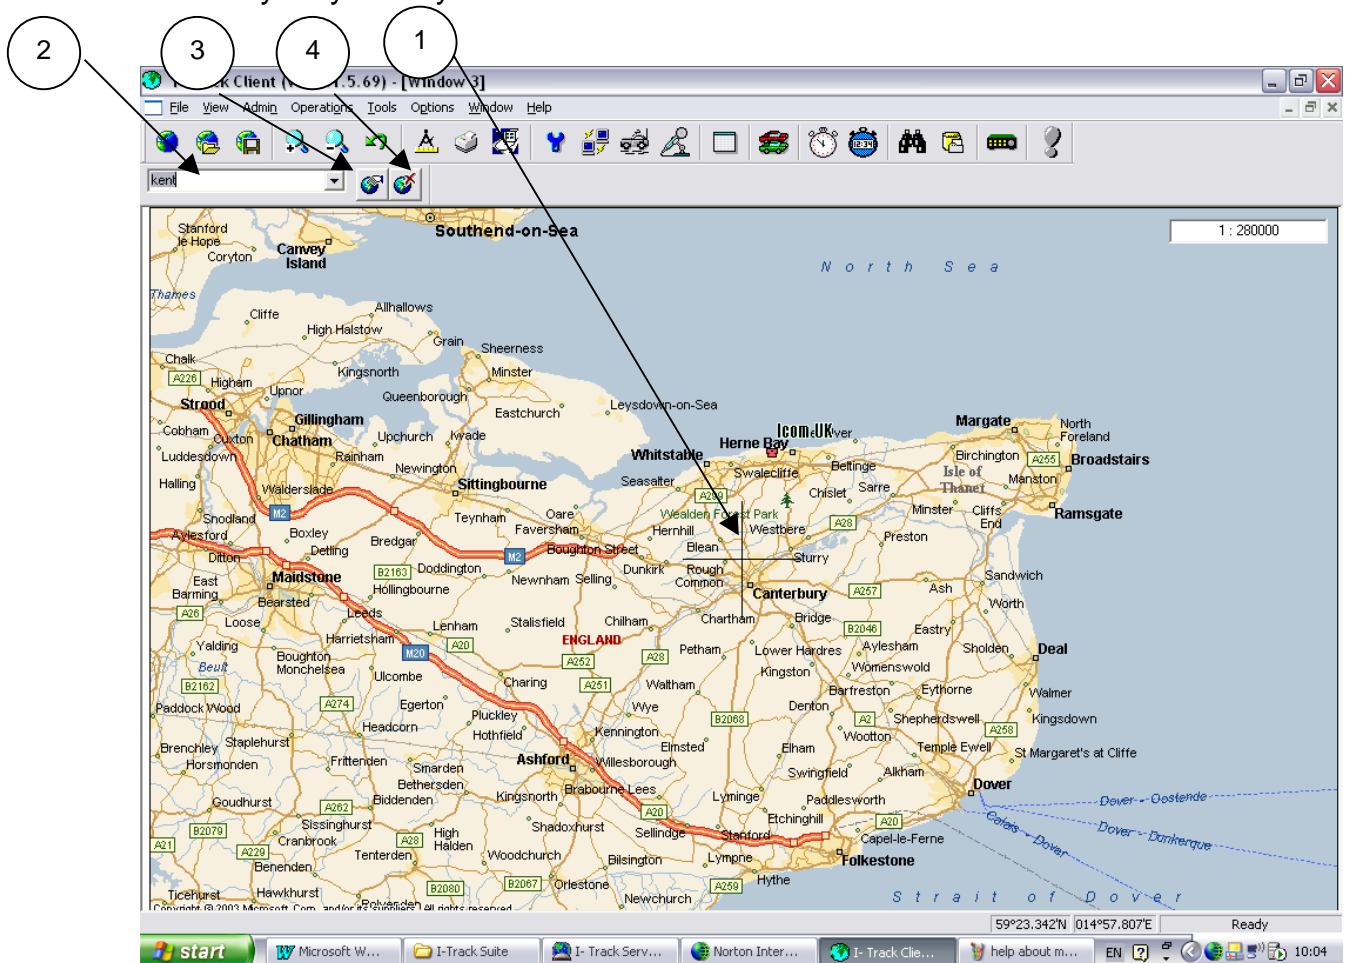 2
3
4
1
Track Client (v 1.5.69) - [Window 3]
File View Admin Operations Tools Options Window Help
kent
1 : 280000
Stanford
le Hope
Coryton
Canvey
Island
Southend-on-Sea
North Sea
Thames
Cliffe
Allhallows
High Halstow
Grain
Sheerness
Chalk
A226
Higham
Upnor
Kingsnorth
Minster
Queenborough
Eastchurch
Leysdown-on-Sea
Strood
Gillingham
Cobham
Cuxton
Chatham
Upchurch
Iwade
Luddesdown
Rainham
Newington
Halling
Walderslade
Sittingbourne
Whitstable
Herne Bay
Icom UK
Margate
North
Foreland
Birchington
A255
Broadstairs
Seasalter
Swalecliffe
Beltinge
Isle of
Thanet
Manston
A299
Chislet
Sarre
Snodland
M2
Boxley
Teynham
Oare
Faversham
Wealden Forest Park
Hernhill
Westbere
A28
Minster
Cliffs
End
Ramsgate
Aylesford
Ditton
Detling
Bredgar
M2
Boughton Street
Blean
Preston
East
Barming
Maidstone
B2163
Doddington
Hollingbourne
Newnham
Selling
Dunkirk
Rough
Common
Sturry
Sandwich
A26
Bearsted
Leeds
Canterbury
A257
Ash
Worth
Loose
Harrietsham
Lenham
Stalisfield
Chilham
Chartham
Bridge
B2046
Eastry
Yalding
Beult
Boughton
Monchelsea
M20
A20
ENGLAND
A252
A28
Petham
Lower Hardres
Aylesham
Sholden
Deal
B2162
Ulcombe
Charing
A251
Waltham
Kingston
Womenswold
Paddock Wood
A274
Egerton
Pluckley
Wye
Denton
Barfreston
Eythorne
Walmer
Headcorn
Hothfield
Kennington
B2068
A2
Shepherdswell
Kingsdown
Brenchley
Staplehurst
Elmsted
Wootton
A258
Horsmonden
Frittenden
Smarden
Ashford
Willesborough
Elham
Temple Ewell
St Margaret's at Cliffe
Bethersden
Swingfield
Alkham
Goudhurst
A262
Biddenden
Kingsnorth
Brabourne Lees
Lyminge
Paddlesworth
Dover
Dover - Oostende
B2079
Sissinghurst
Cranbrook
High
Halden
Shadoxhurst
A20
Etchinghill
A20
Calais - Dover
Dover - Dunkerque
A21
A229
A28
Sellindge
Stanford
Capel-le-Ferne
Benenden
Tenterden
Woodchurch
Bilsington
Lympne
Folkestone
Ticehurst
Hawkhurst
B2080
B2067
Orlestone
A259
Hythe
Rolvenden
Newchurch
Strait of Dover
Copyright © 2003 Microsoft Corp. and/or its suppliers. All rights reserved.
59°23.342'N 014°57.807'E Ready
start Microsoft W... I-Track Suite I- Track Serv... Norton Inter... I- Track Clie... help about m... EN 10:04